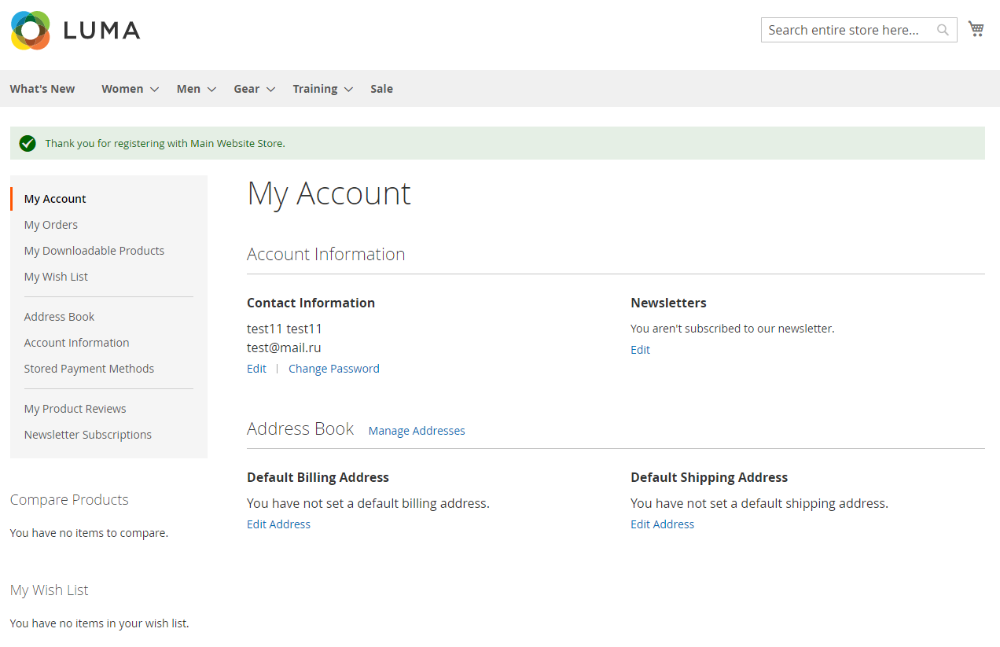 LUMA
Search entire store here...
What's New Women Men Gear Training Sale
Thank you for registering with Main Website Store.
My Account
My Orders
My Downloadable Products
My Wish List
Address Book
Account Information
Stored Payment Methods
My Product Reviews
Newsletter Subscriptions
Compare Products
You have no items to compare.
My Wish List
You have no items in your wish list.
My Account
Account Information
Contact Information
test11 test11
test@mail.ru
Edit | Change Password
Newsletters
You aren't subscribed to our newsletter.
Edit
Address Book Manage Addresses
Default Billing Address
You have not set a default billing address.
Edit Address
Default Shipping Address
You have not set a default shipping address.
Edit Address